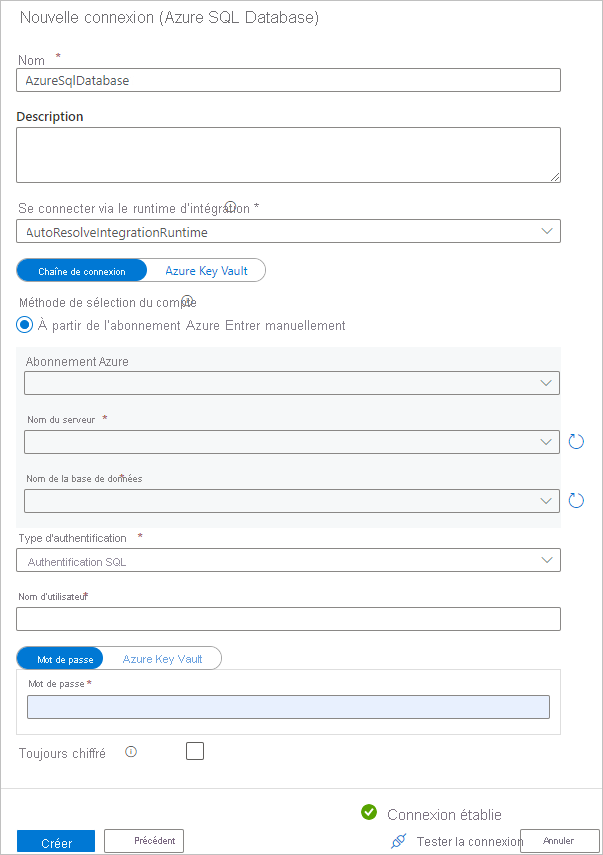 Nouvelle connexion (Azure SQL Database)
Nom *
AzureSqlDatabase
Description
Se connecter via le runtime d'intégration *
AutoResolveIntegrationRuntime
Chaîne de connexion Azure Key Vault
Méthode de sélection du compte
À partir de l'abonnement Azure Entrer manuellement
Abonnement Azure
Nom du serveur *
Nom de la base de données *
Type d'authentification *
Authentification SQL
Nom d'utilisateur *
Mot de passe Azure Key Vault
Mot de passe *
Toujours chiffré
Connexion établie
Créer Précédent Tester la connexion Annuler